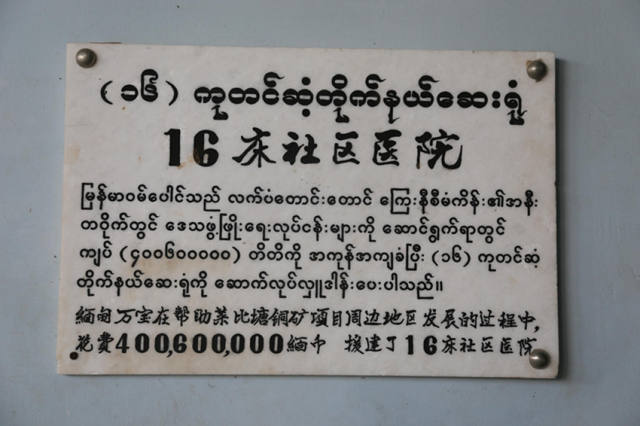 (၁၆) ကုတင်ဆံ့တိုက်နယ်ဆေးရုံ
16 床社区医院
မြန်မာဝမ်ပေါင်သည် လက်ပံတောင်းတောင် ကြေးနီစီမံကိန်း၏အနီး
တဝိုက်တွင် ဒေသဖွံ့ဖြိုးရေးလုပ်ငန်းများကို ဆောင်ရွက်ရာတွင်
ကျပ် (၄၀၀၆၀၀၀၀၀) တိတိကို အကုန်အကျခံပြီး (၁၆) ကုတင်ဆံ့
တိုက်နယ်ဆေးရုံကို ဆောက်လုပ်လှူဒါန်းပေးပါသည်။
缅甸万宝在帮助莱比塘铜矿项目周边地区发展的过程中,
花费400,600,000缅币 援建了16床社区医院